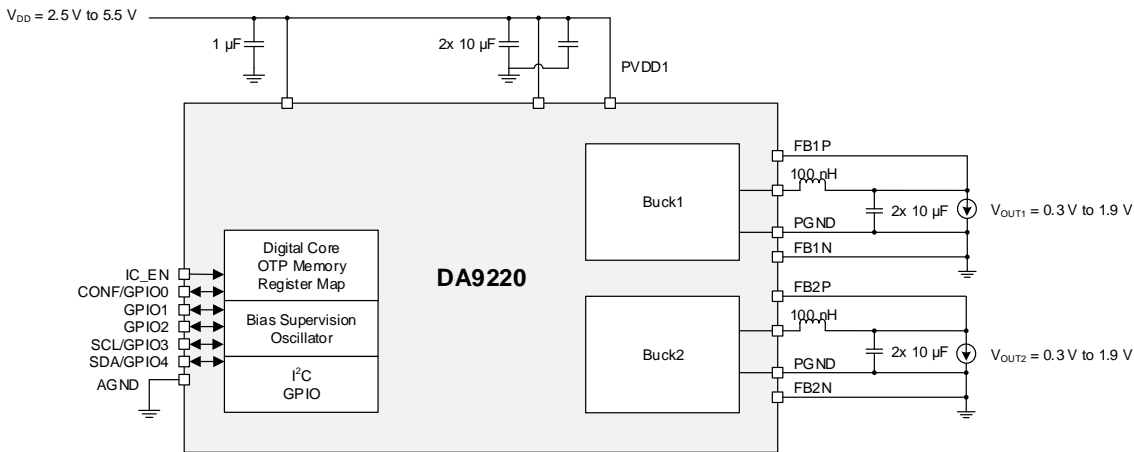 V_DD = 2.5 V to 5.5 V
1 µF
2x 10 µF
PVDD1
FB1P
100 nH
Buck1
2x 10 µF
V_OUT1 = 0.3 V to 1.9 V
PGND
FB1N
Digital Core
OTP Memory
Register Map
DA9220
IC_EN
CONF/GPIO0
GPIO1
GPIO2
SCL/GPIO3
SDA/GPIO4
AGND
Bias Supervision
Oscillator
I²C
GPIO
FB2P
100 nH
Buck2
2x 10 µF
V_OUT2 = 0.3 V to 1.9 V
PGND
FB2N